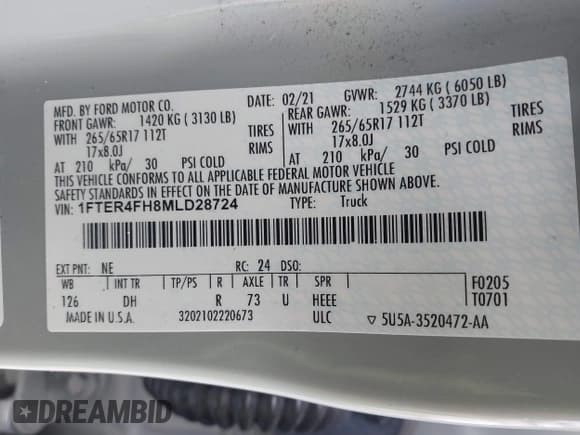 MFD. BY FORD MOTOR CO.
DATE: 02/21 GVWR: 2744 KG ( 6050 LB)
FRONT GAWR: 1420 KG ( 3130 LB) REAR GAWR: 1529 KG ( 3370 LB)
WITH 265/65R17 112T TIRES WITH 265/65R17 112T TIRES
17x8.0J RIMS 17x8.0J RIMS
AT 210 kPa/ 30 PSI COLD AT 210 kPa/ 30 PSI COLD
THIS VEHICLE CONFORMS TO ALL APPLICABLE FEDERAL MOTOR VEHICLE
SAFETY STANDARDS IN EFFECT ON THE DATE OF MANUFACTURE SHOWN ABOVE.
VIN: 1FTER4FH8MLD28724 TYPE: Truck
EXT PNT: NE RC: 24 DSO:
WB INT TR TP/PS R AXLE TR SPR F0205
126 DH R 73 U HEEE T0701
MADE IN U.S.A. 3202102220673 ULC ▽ 5U5A-3520472-AA
DREAMBID